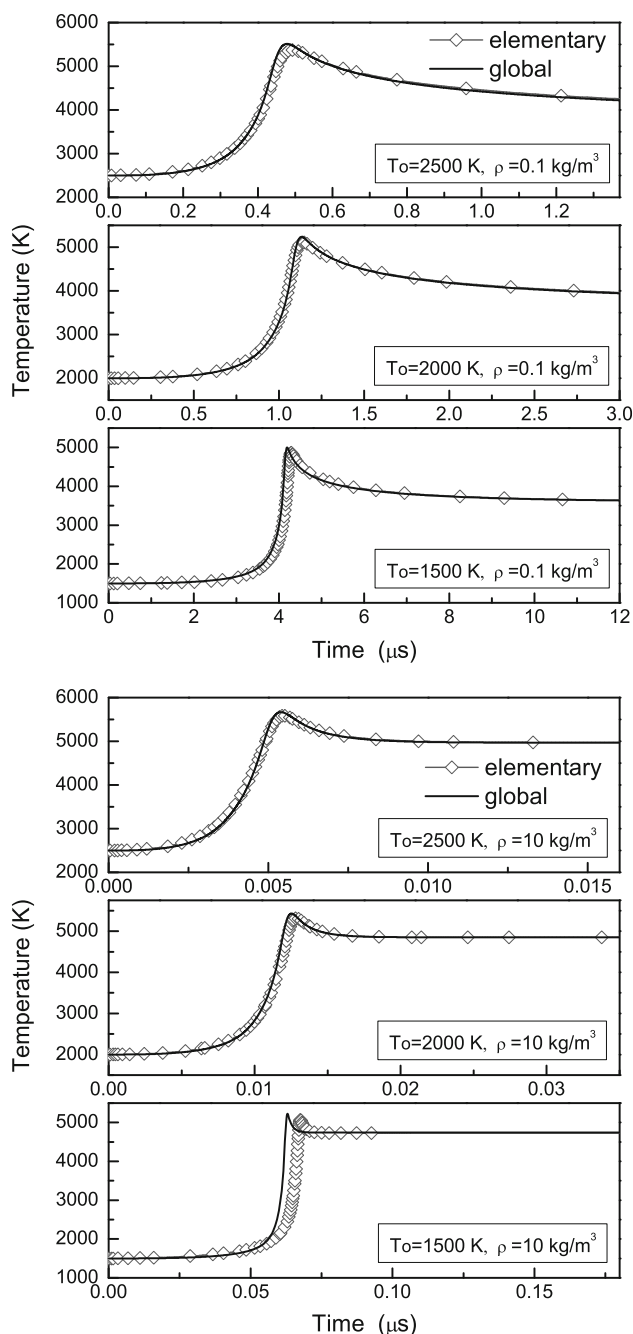 6000
5000
4000
3000
2000
elementary
global
To=2500 K, ρ=0.1 kg/m³
0.0 0.2 0.4 0.6 0.8 1.0 1.2
Temperature (K)
5000
4000
3000
2000
To=2000 K, ρ=0.1 kg/m³
0.0 0.5 1.0 1.5 2.0 2.5 3.0
5000
4000
3000
2000
1000
To=1500 K, ρ=0.1 kg/m³
0 2 4 6 8 10 12
Time (μs)
6000
5000
4000
3000
2000
elementary
global
To=2500 K, ρ=10 kg/m³
0.000 0.005 0.010 0.015
Temperature (K)
6000
5000
4000
3000
2000
To=2000 K, ρ=10 kg/m³
0.00 0.01 0.02 0.03
5000
4000
3000
2000
1000
To=1500 K, ρ=10 kg/m³
0.00 0.05 0.10 0.15
Time (μs)